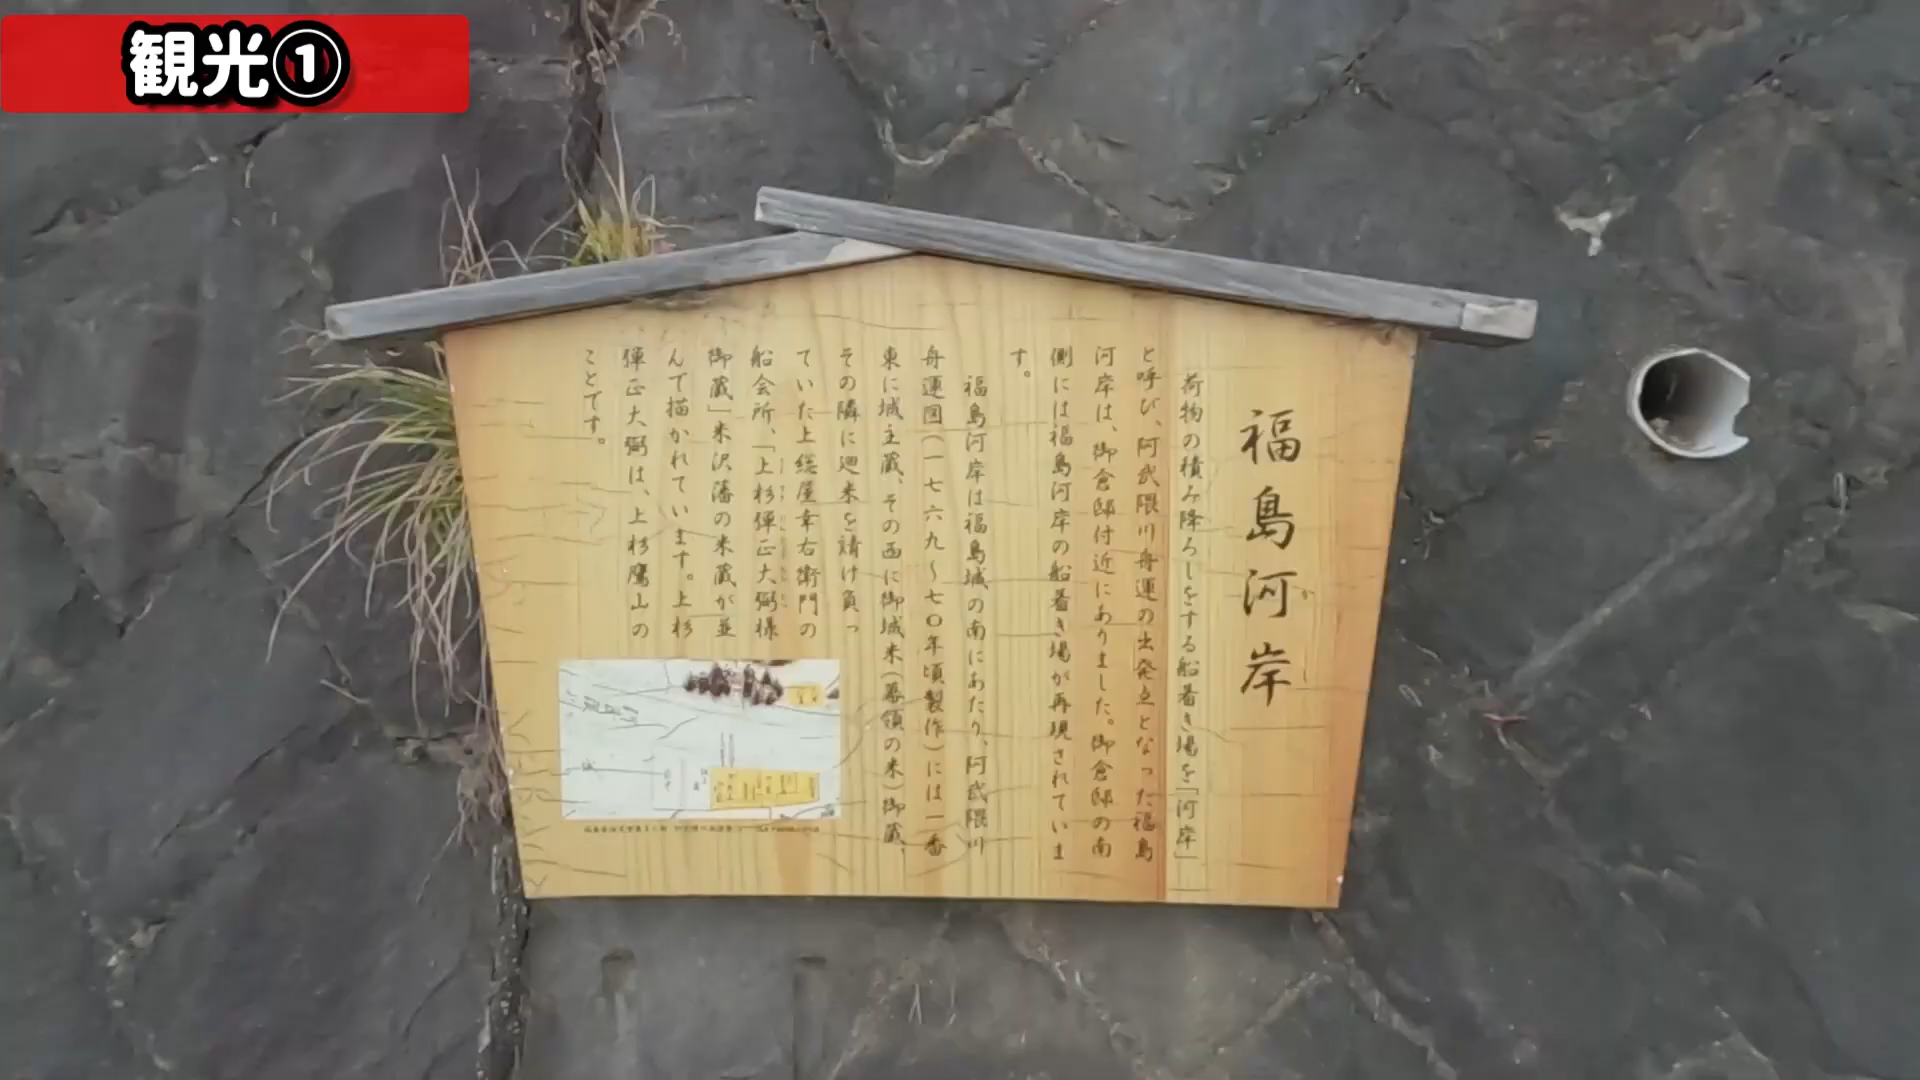 観光①
福島河岸
かし
荷物の積み降ろしをする船着き場を「河岸」
と呼び、阿武隈川舟運の出発点となった福島
河岸は、御倉邸付近にありました。御倉邸の南
側には福島河岸の船着き場が再現されていま
す。
福島河岸は福島城の南にあたり、阿武隈川
舟運図(一七六九～七〇年頃製作)には一番
東に城主蔵、その西に御城米(幕領の米)御蔵、
その隣に廻米を請け負っ
ていた上総屋幸右衛門の
船会所、「上杉弾正大弼様
御蔵」米沢藩の米蔵が並
んで描かれています。上杉
弾正大弼は、上杉鷹山の
ことです。